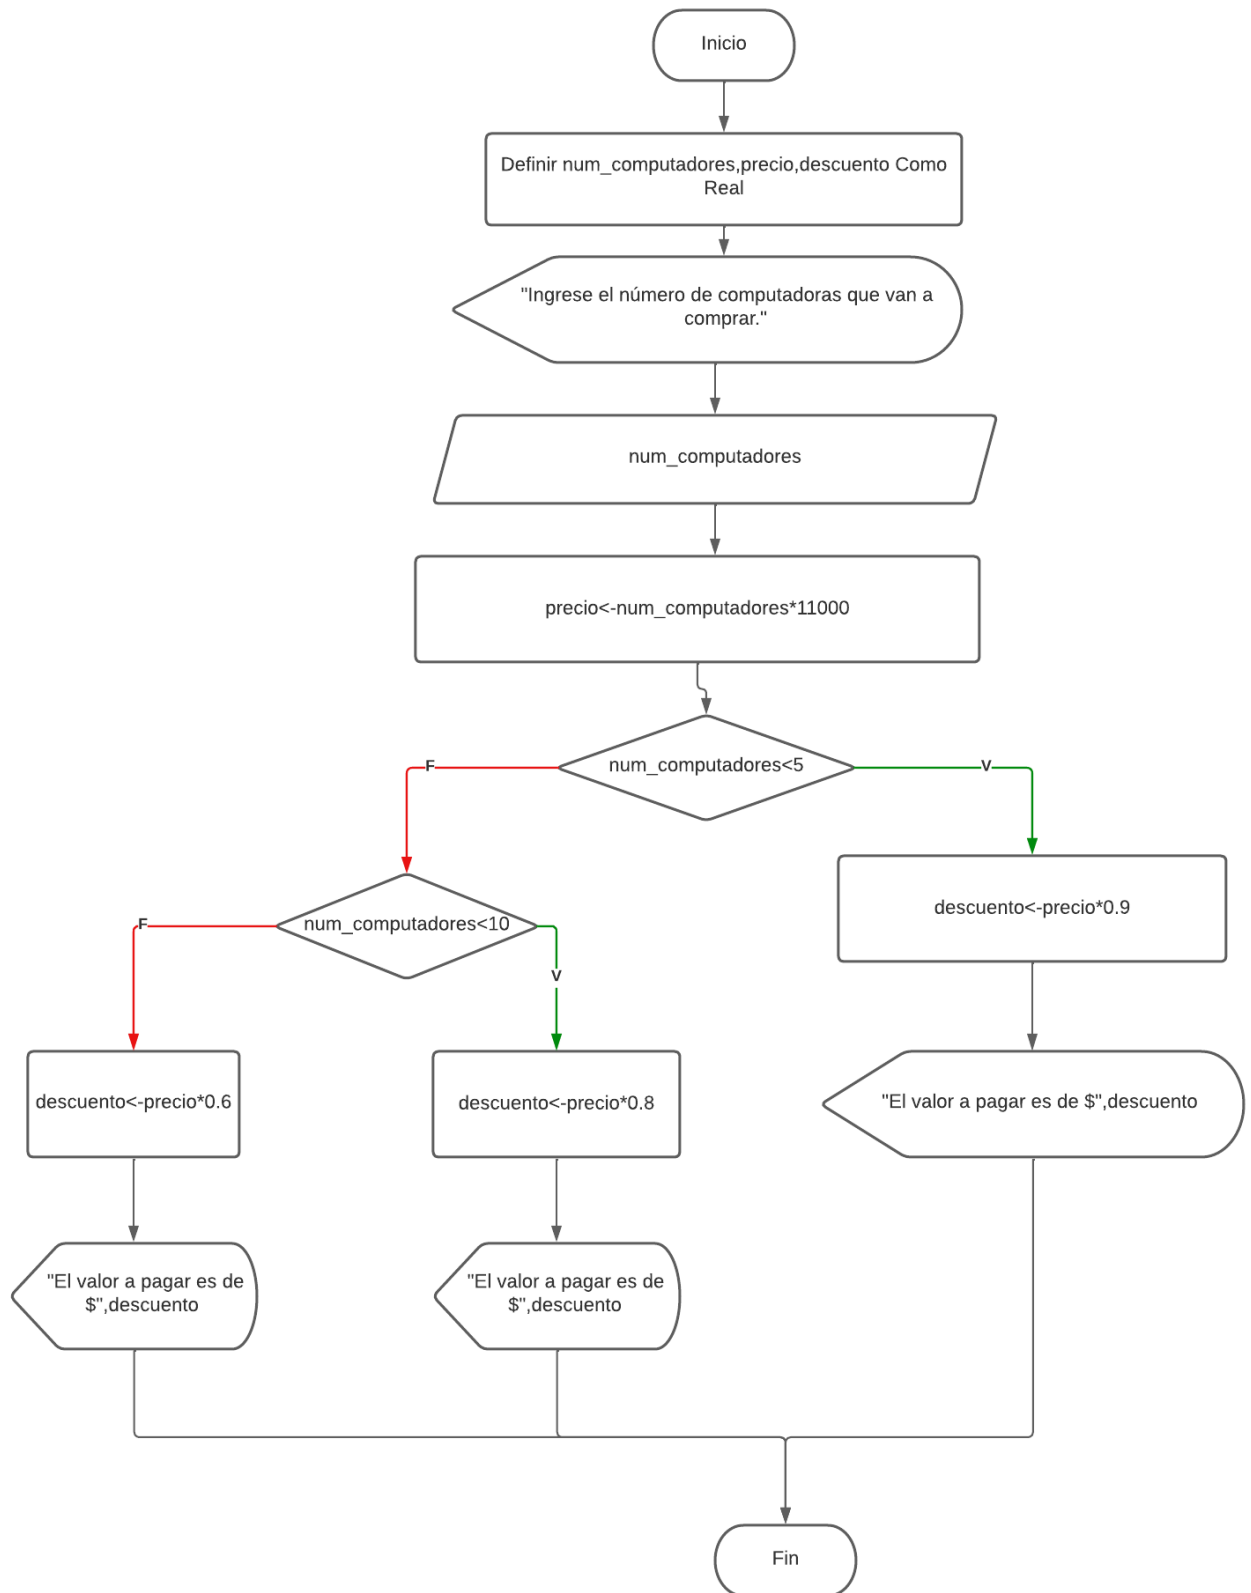 Inicio
Definir num_computadores,precio,descuento Como
Real
"Ingrese el número de computadoras que van a
comprar."
num_computadores
precio<-num_computadores*11000
num_computadores<5
F
V
num_computadores<10
F
V
descuento<-precio*0.9
descuento<-precio*0.6
descuento<-precio*0.8
"El valor a pagar es de $",descuento
"El valor a pagar es de
$",descuento
"El valor a pagar es de
$",descuento
Fin